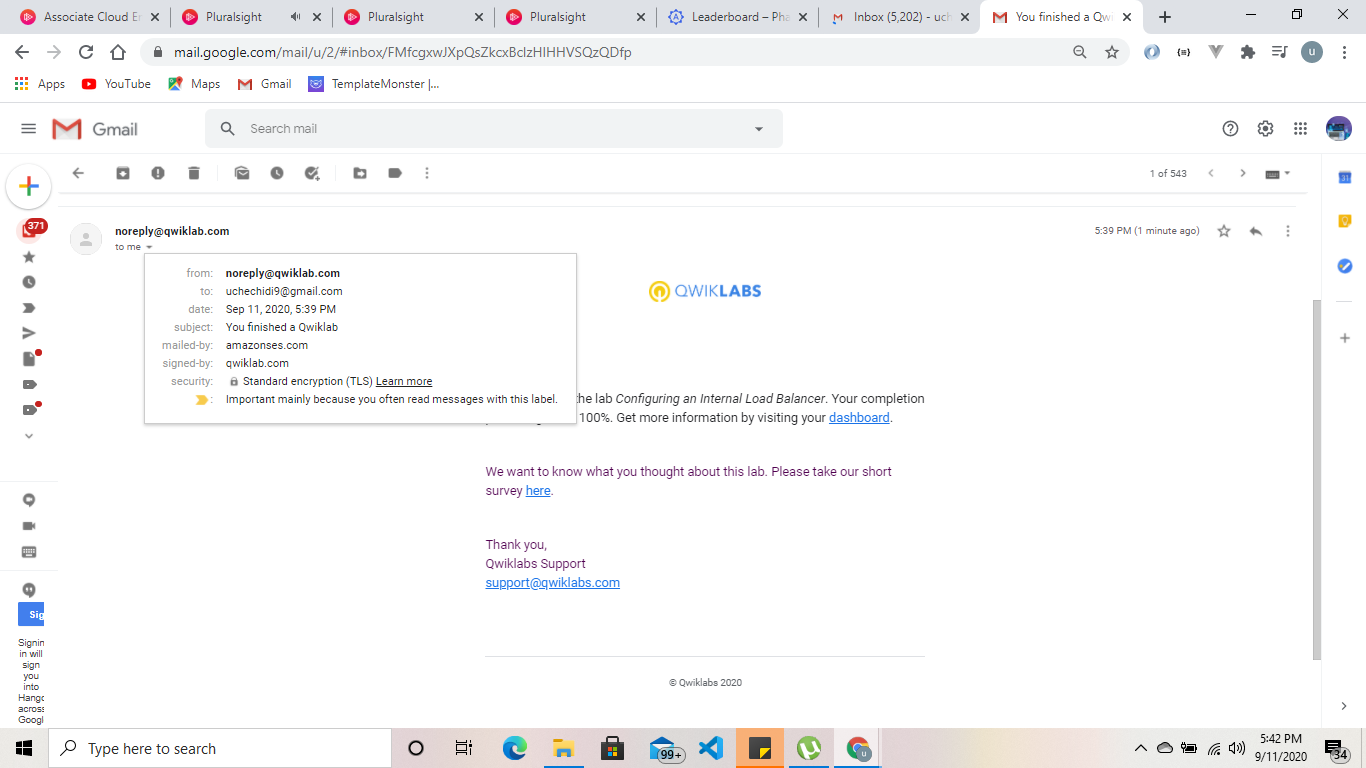 Associate Cloud E
Pluralsight
Pluralsight
Pluralsight
Leaderboard – Pha
Inbox (5,202) - uch
You finished a Qwi
mail.google.com/mail/u/2/#inbox/FMfcgxwJXpQsZkcxBclzHIHHVSQzQDfp
u
Apps
YouTube
Maps
Gmail
TemplateMonster |...
Gmail
Search mail
1 of 543
371
noreply@qwiklab.com
5:39 PM (1 minute ago)
to me
from: noreply@qwiklab.com
to: uchechidi9@gmail.com
date: Sep 11, 2020, 5:39 PM
subject: You finished a Qwiklab
mailed-by: amazonses.com
signed-by: qwiklab.com
security: Standard encryption (TLS) Learn more
: Important mainly because you often read messages with this label.
QWIKLABS
the lab Configuring an Internal Load Balancer. Your completion
100%. Get more information by visiting your dashboard.
We want to know what you thought about this lab. Please take our short
survey here.
Thank you,
Qwiklabs Support
support@qwiklabs.com
© Qwiklabs 2020
31
Sig
Signin
in will
sign
you
into
Hango
across
Google
Type here to search
99+
u
5:42 PM
9/11/2020
34